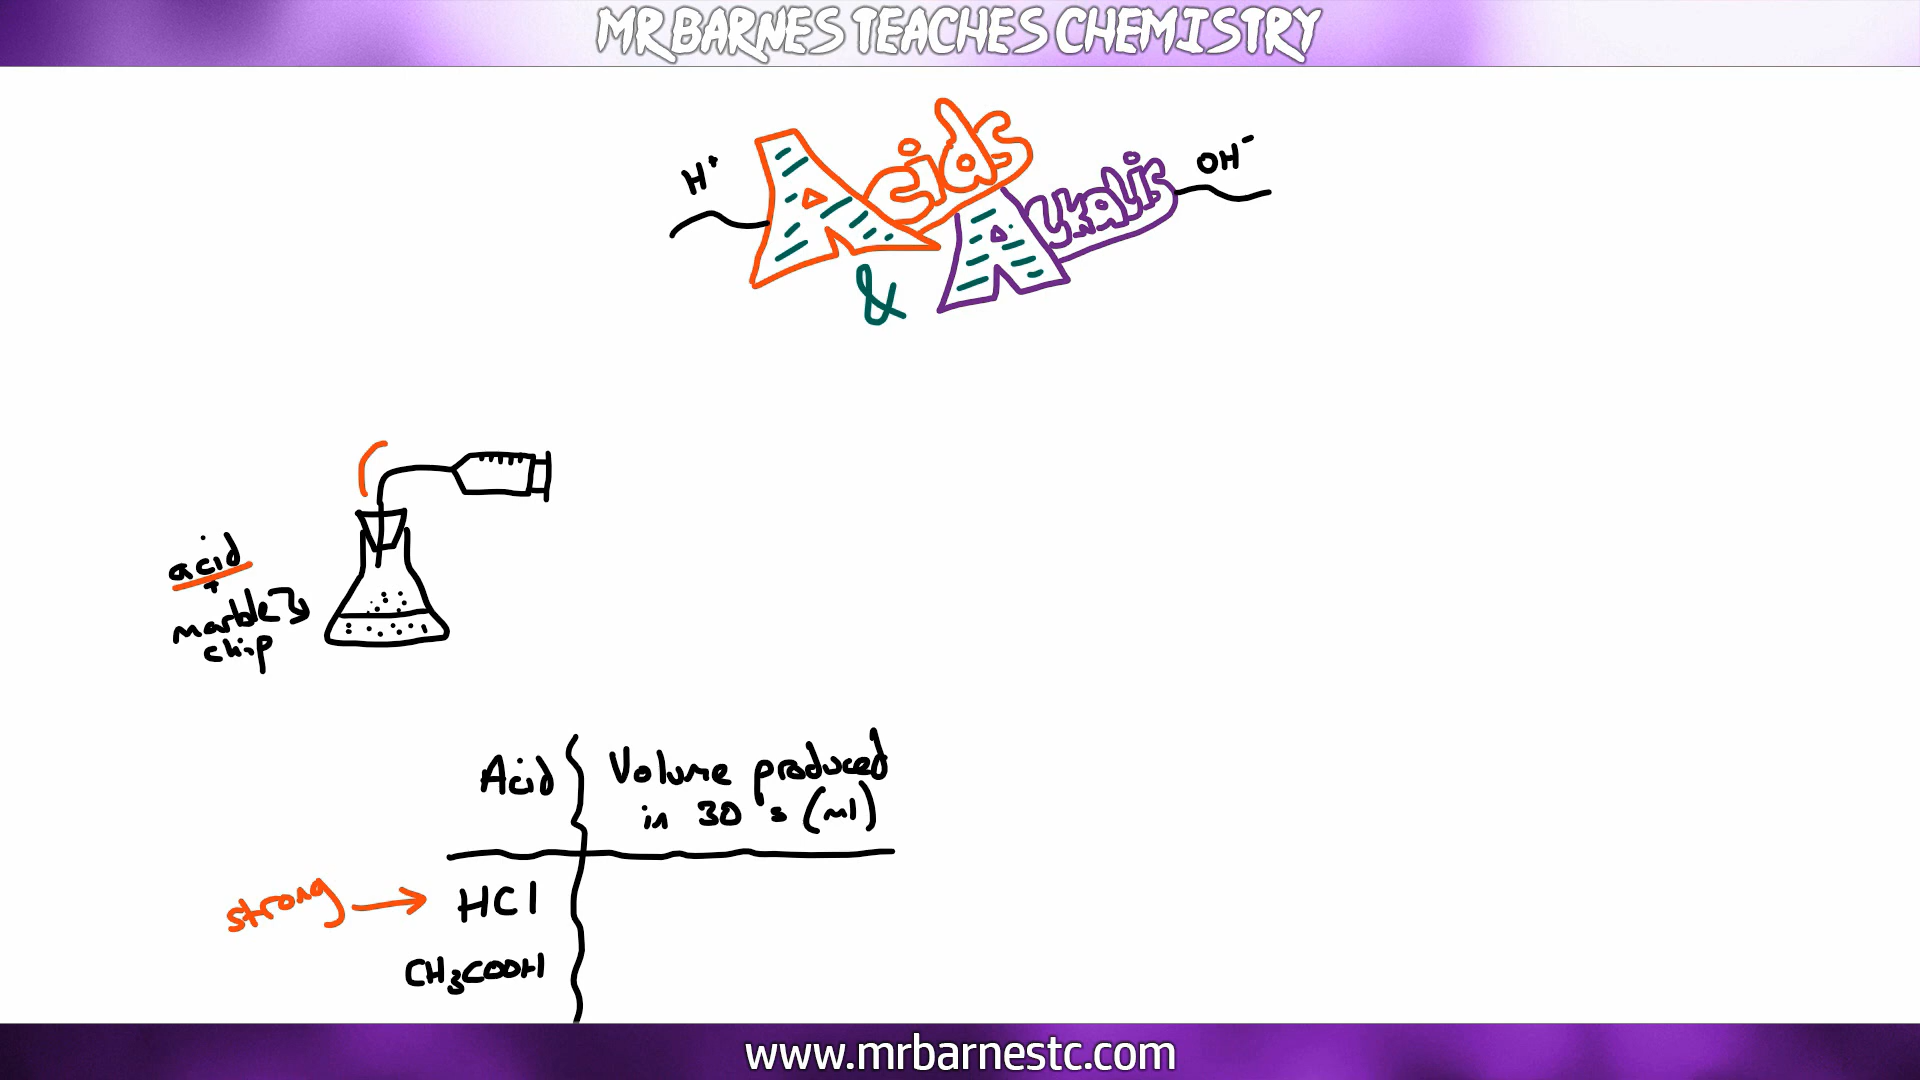 MR BARNES TEACHES CHEMISTRY
H⁺
Acids
&
Alkalis
OH⁻
acid
+
marble
chip
Acid
Volume produced
in 30 s (ml)
strong → HCl
CH₃COOH
www.mrbarnestc.com